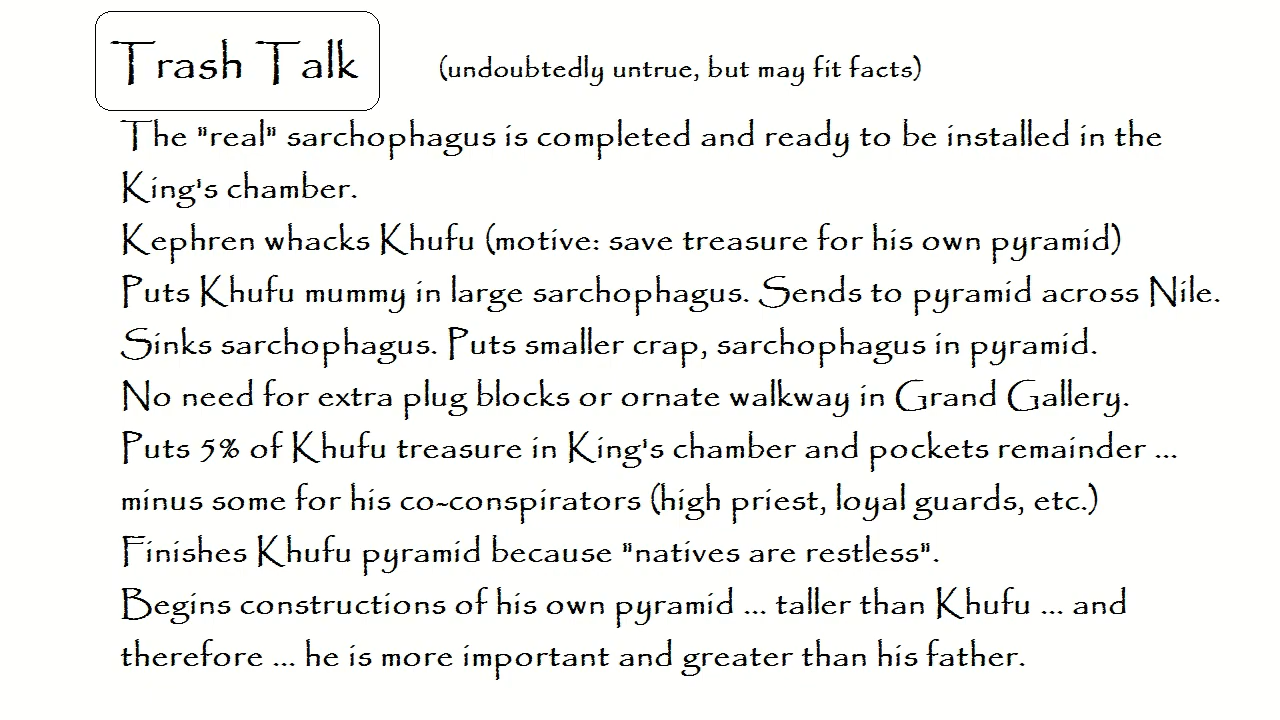 Trash Talk
(undoubtedly untrue, but may fit facts)
The "real" sarchophagus is completed and ready to be installed in the
King's chamber.
Kephren whacks Khufu (motive: save treasure for his own pyramid)
Puts Khufu mummy in large sarchophagus. Sends to pyramid across Nile.
Sinks sarchophagus. Puts smaller crap, sarchophagus in pyramid.
No need for extra plug blocks or ornate walkway in Grand Gallery.
Puts 5% of Khufu treasure in King's chamber and pockets remainder ...
minus some for his co-conspirators (high priest, loyal guards, etc.)
Finishes Khufu pyramid because "natives are restless".
Begins constructions of his own pyramid ... taller than Khufu ... and
therefore ... he is more important and greater than his father.